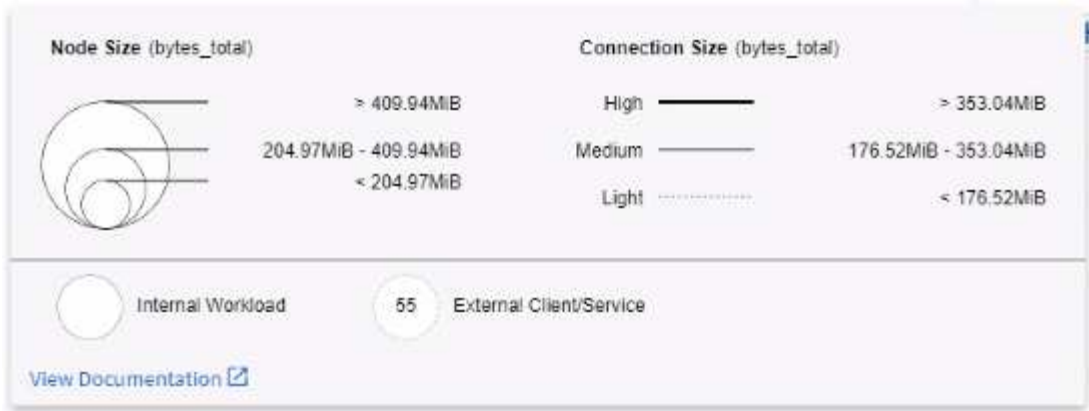 Node Size (bytes_total)
> 409.94MiB
204.97MiB - 409.94MiB
< 204.97MiB
Connection Size (bytes_total)
High > 353.04MiB
Medium 176.52MiB - 353.04MiB
Light < 176.52MiB
Internal Workload
55 External Client/Service
View Documentation